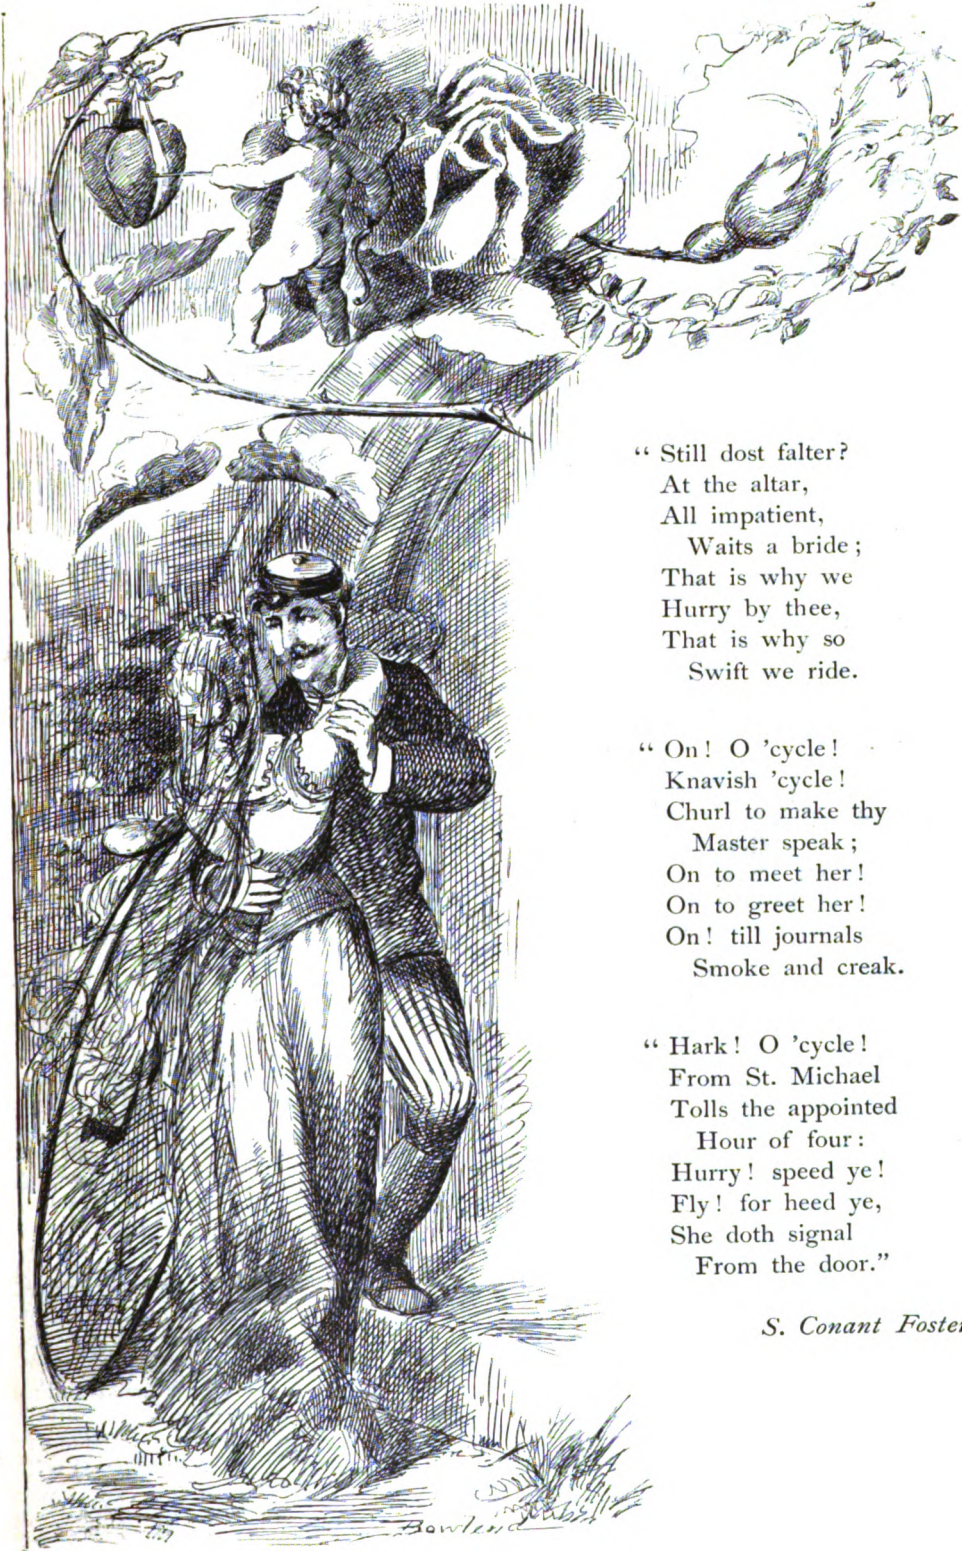 “ Still dost falter?
At the altar,
All impatient,
Waits a bride ;
That is why we
Hurry by thee,
That is why so
Swift we ride.
“ On ! O ’cycle !
Knavish ’cycle !
Churl to make thy
Master speak ;
On to meet her !
On to greet her !
On ! till journals
Smoke and creak.
“ Hark ! O ’cycle !
From St. Michael
Tolls the appointed
Hour of four :
Hurry ! speed ye !
Fly ! for heed ye,
She doth signal
From the door.”
S. Conant Foster